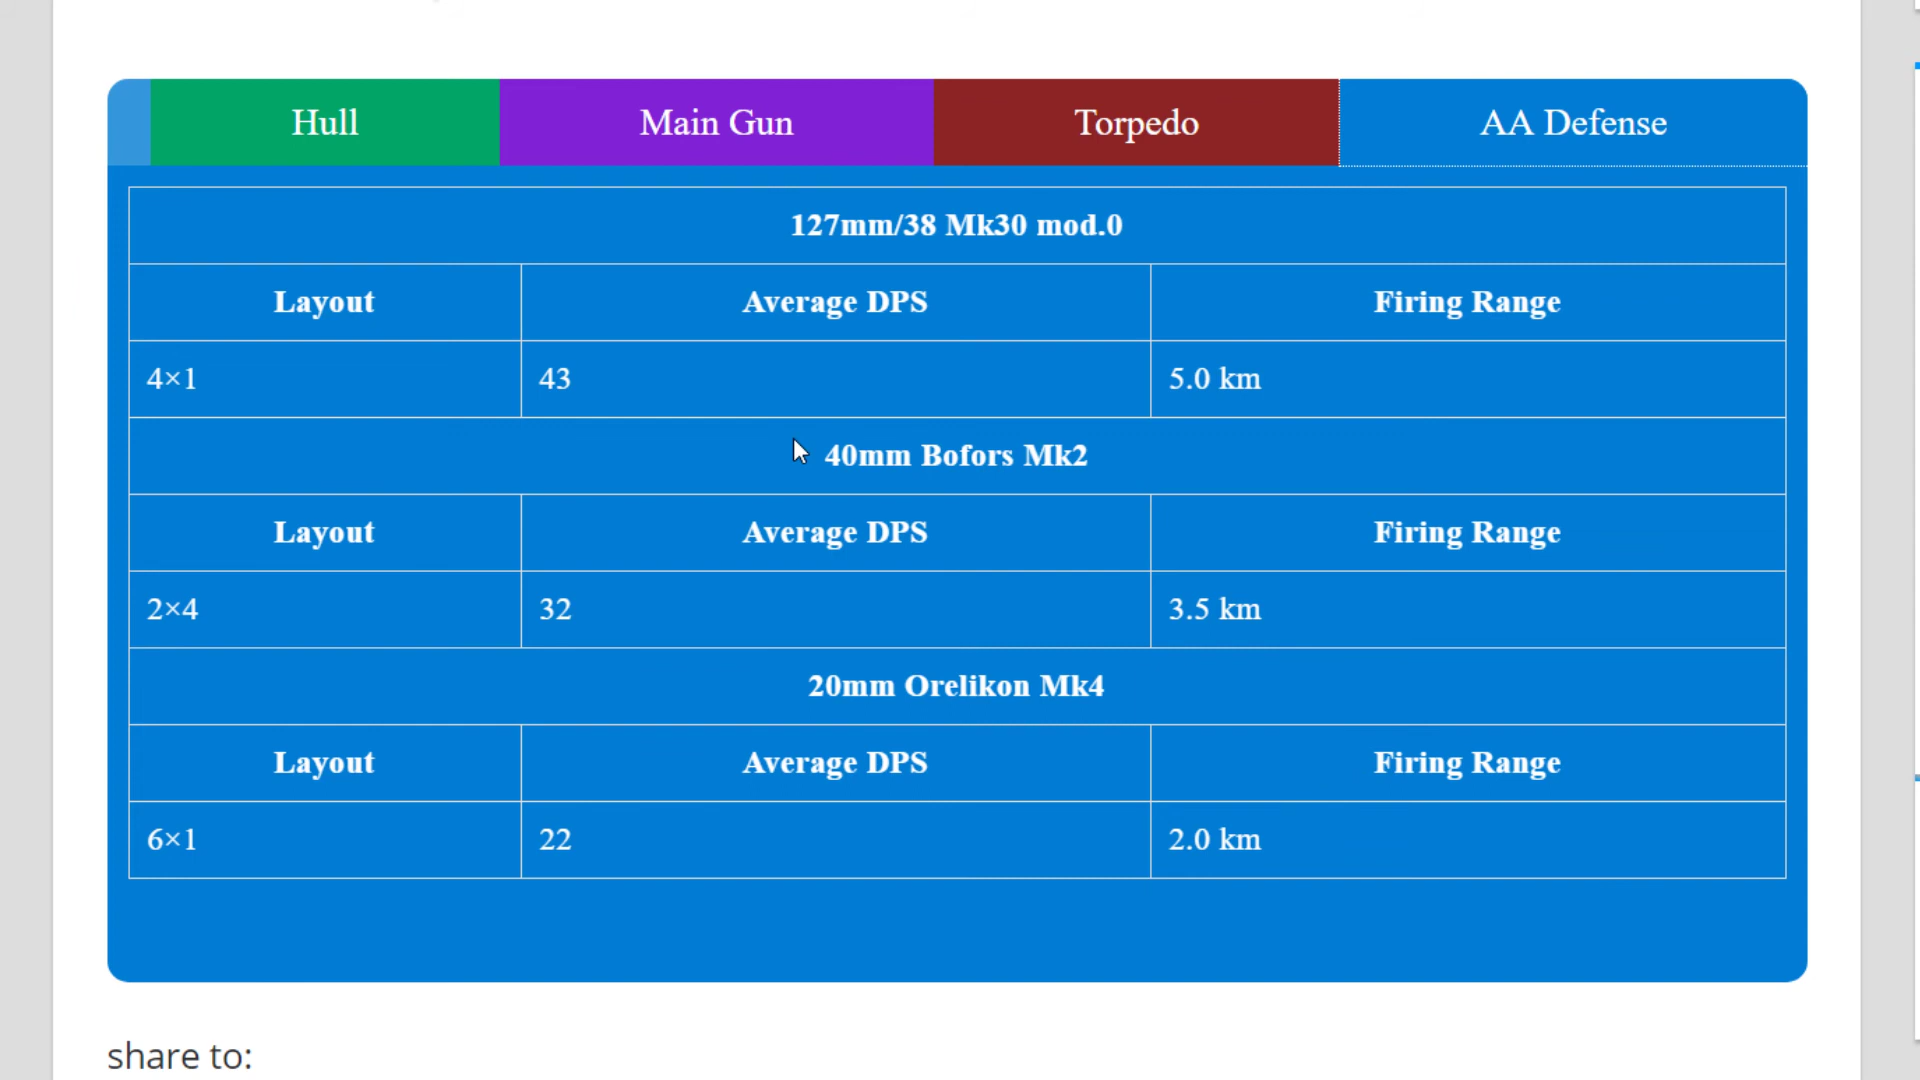 Hull Main Gun Torpedo AA Defense
127mm/38 Mk30 mod.0
Layout Average DPS Firing Range
4×1 43 5.0 km
40mm Bofors Mk2
Layout Average DPS Firing Range
2×4 32 3.5 km
20mm Orelikon Mk4
Layout Average DPS Firing Range
6×1 22 2.0 km
share to: